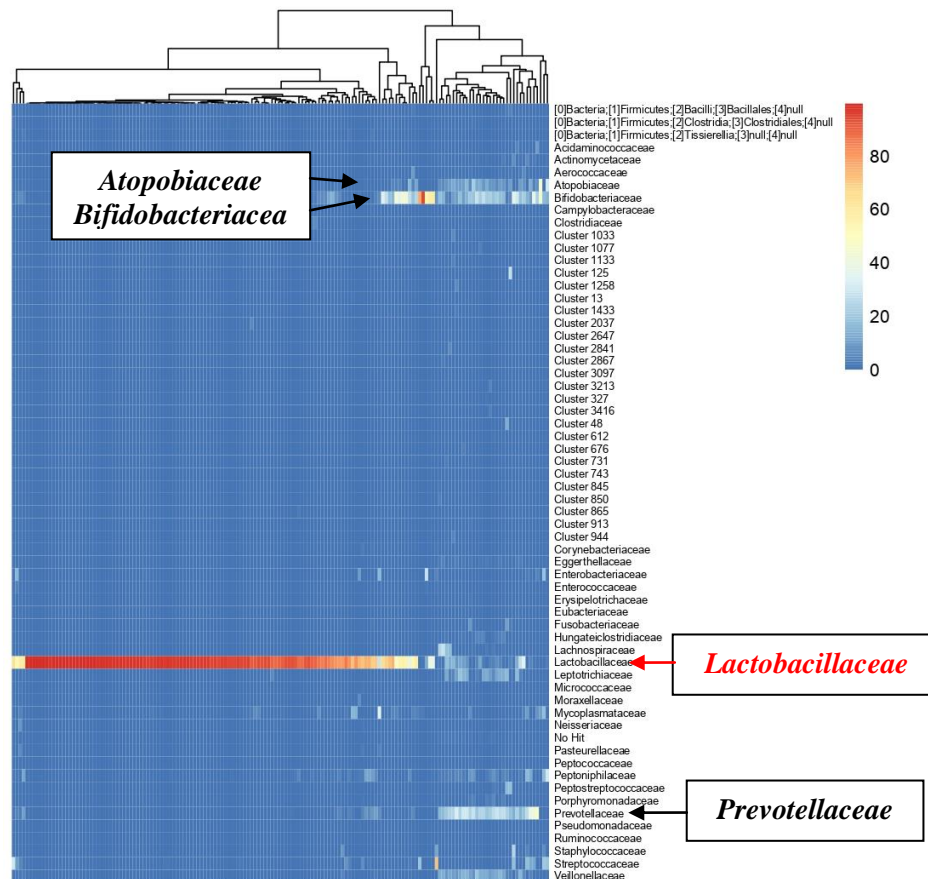 [0]Bacteria;[1]Firmicutes;[2]Bacilli;[3]Bacillales;[4]null
[0]Bacteria;[1]Firmicutes;[2]Clostridia;[3]Clostridiales;[4]null
[0]Bacteria;[1]Firmicutes;[2]Tissierellia;[3]null;[4]null
Acidaminococcaceae
Actinomycetaceae
Aerococcaceae
Atopobiaceae
Bifidobacteriaceae
Campylobacteraceae
Clostridiaceae
Cluster 1033
Cluster 1077
Cluster 1133
Cluster 125
Cluster 1258
Cluster 13
Cluster 1433
Cluster 2037
Cluster 2647
Cluster 2841
Cluster 2867
Cluster 3097
Cluster 3213
Cluster 327
Cluster 3416
Cluster 48
Cluster 612
Cluster 676
Cluster 731
Cluster 743
Cluster 845
Cluster 850
Cluster 865
Cluster 913
Cluster 944
Corynebacteriaceae
Eggerthellaceae
Enterobacteriaceae
Enterococcaceae
Erysipelotrichaceae
Eubacteriaceae
Fusobacteriaceae
Hungateiclostridiaceae
Lachnospiraceae
Lactobacillaceae
Leptotrichiaceae
Micrococcaceae
Moraxellaceae
Mycoplasmataceae
Neisseriaceae
No Hit
Pasteurellaceae
Peptococcaceae
Peptoniphilaceae
Peptostreptococcaceae
Porphyromonadaceae
Prevotellaceae
Pseudomonadaceae
Ruminococcaceae
Staphylococcaceae
Streptococcaceae
Veillonellaceae
80
60
40
20
0
Atopobiaceae
Bifidobacteriacea
Lactobacillaceae
Prevotellaceae